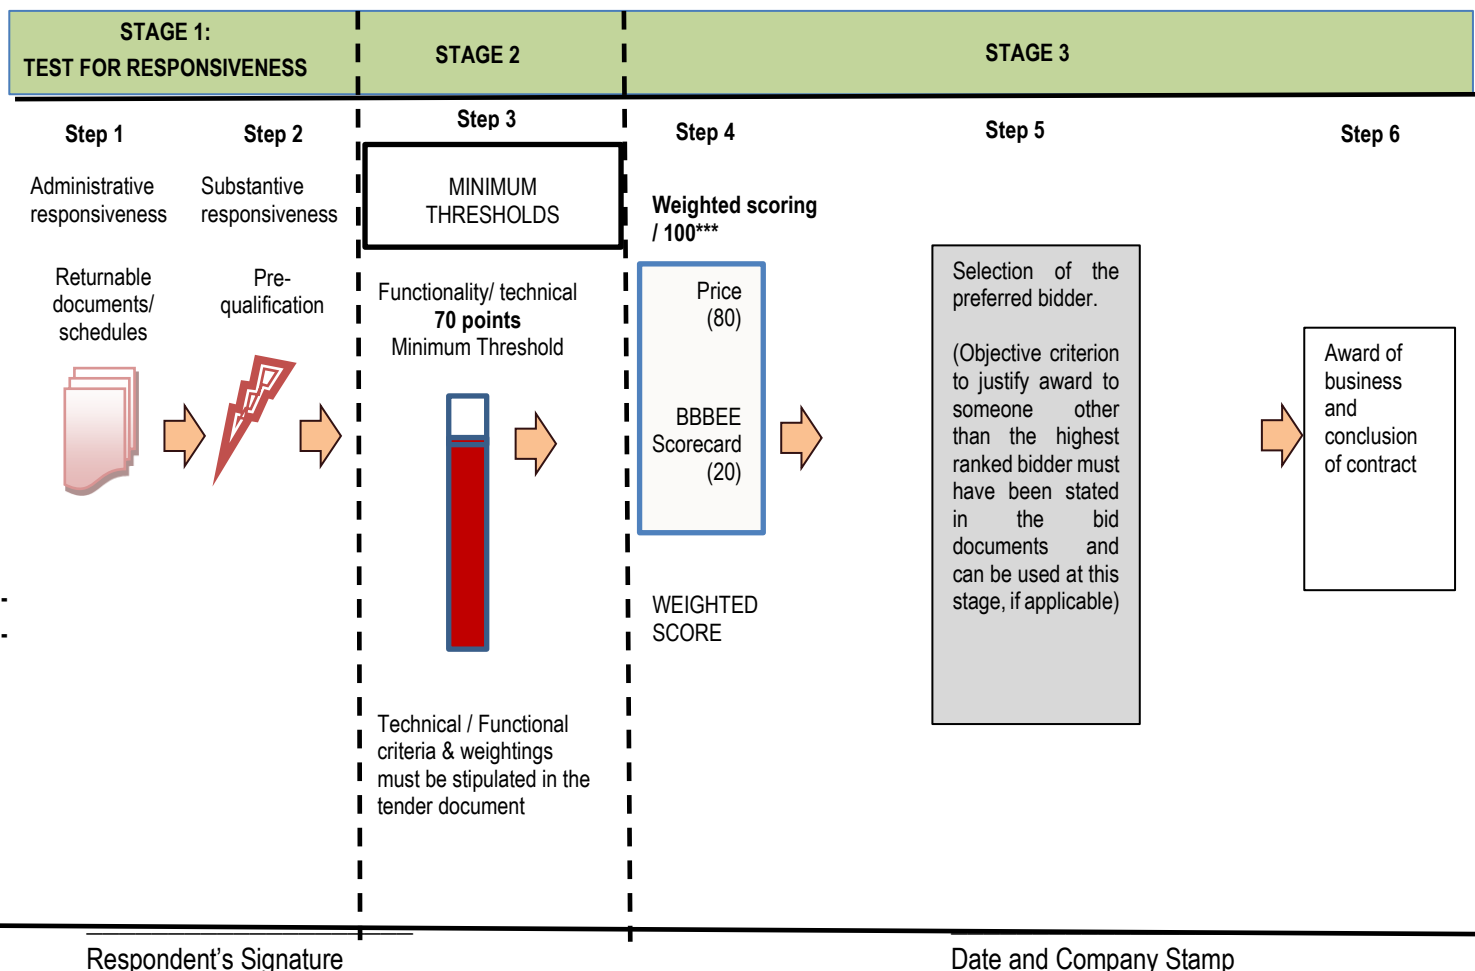 STAGE 1:
TEST FOR RESPONSIVENESS
STAGE 2
STAGE 3
Step 1
Administrative
responsiveness
Returnable
documents/
schedules
Step 2
Substantive
responsiveness
Pre-
qualification
Step 3
MINIMUM
THRESHOLDS
Functionality/ technical
70 points
Minimum Threshold
Technical / Functional
criteria & weightings
must be stipulated in the
tender document
Step 4
Weighted scoring
/ 100***
Price
(80)
BBBEE
Scorecard
(20)
WEIGHTED
SCORE
Step 5
Selection of the
preferred bidder.
(Objective criterion
to justify award to
someone other
than the highest
ranked bidder must
have been stated
in the bid
documents and
can be used at this
stage, if applicable)
Step 6
Award of
business
and
conclusion
of contract
-
-
Respondent's Signature
Date and Company Stamp